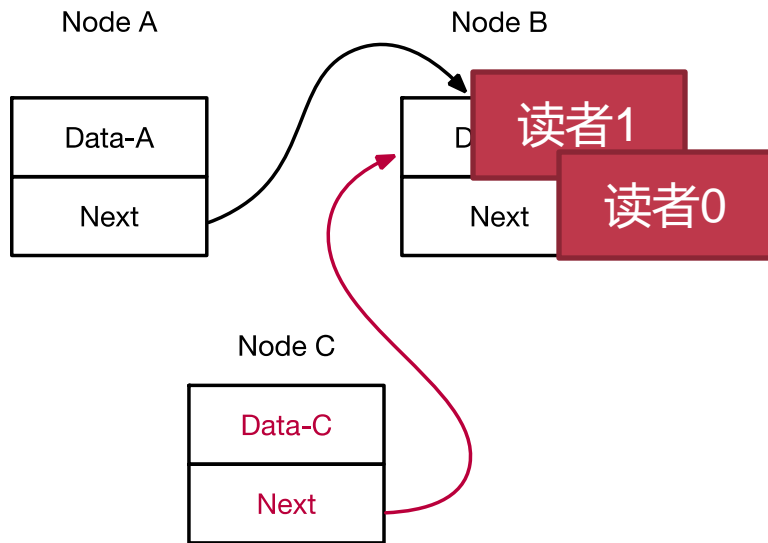 Node A
Node B
Data-A
Next
D
读者1
Next
读者0
Node C
Data-C
Next